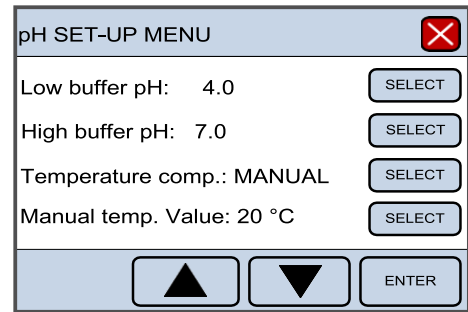 pH SET-UP MENU
Low buffer pH: 4.0 SELECT
High buffer pH: 7.0 SELECT
Temperature comp.: MANUAL SELECT
Manual temp. Value: 20 °C SELECT
ENTER